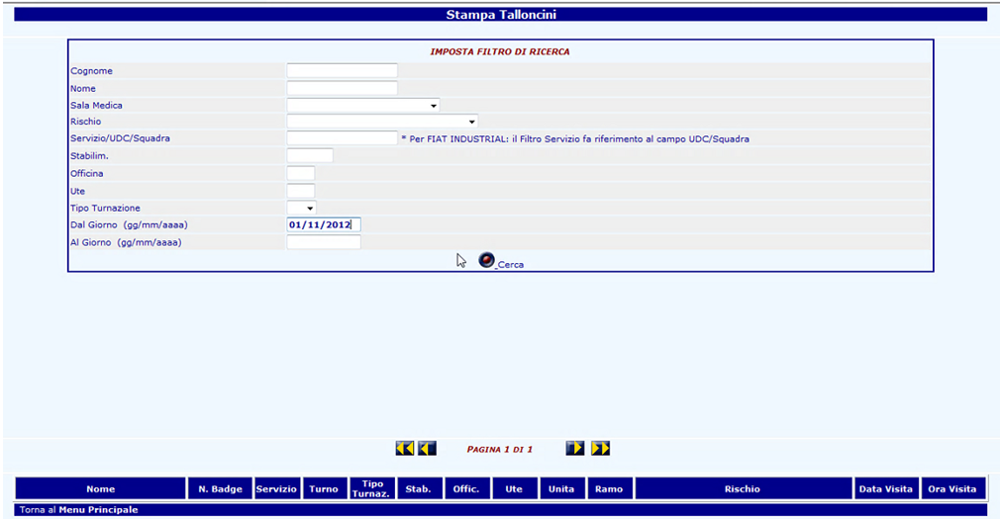 Stampa Talloncini
IMPOSTA FILTRO DI RICERCA
Cognome
Nome
Sala Medica
Rischio
Servizio/UDC/Squadra * Per FIAT INDUSTRIAL: il Filtro Servizio fa riferimento al campo UDC/Squadra
Stabilim.
Officina
Ute
Tipo Turnazione
Dal Giorno (gg/mm/aaaa) 01/11/2012
Al Giorno (gg/mm/aaaa)
Cerca
PAGINA 1 DI 1
Nome N. Badge Servizio Turno Tipo Turnaz. Stab. Offic. Ute Unita Ramo Rischio Data Visita Ora Visita
Torna al Menu Principale